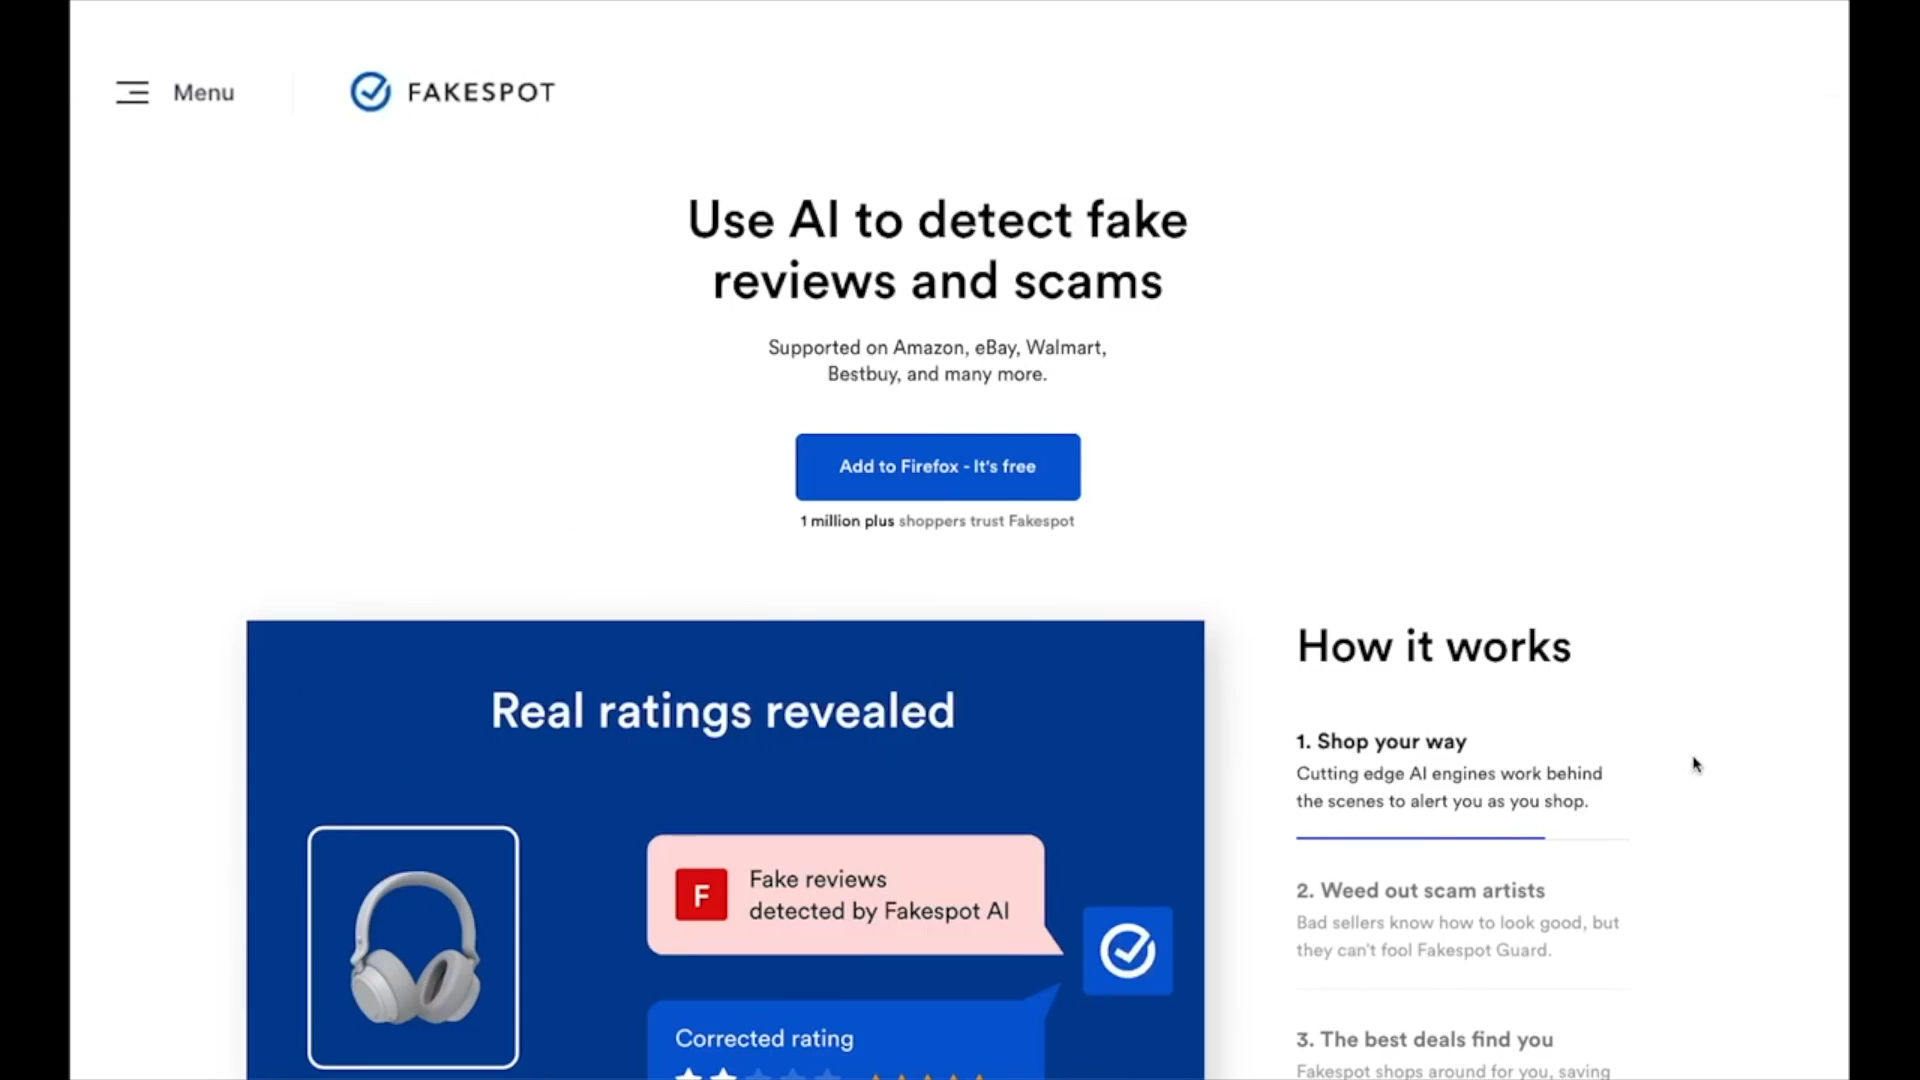 Menu
FAKESPOT
Use AI to detect fake
reviews and scams
Supported on Amazon, eBay, Walmart,
Bestbuy, and many more.
Add to Firefox - It's free
1 million plus shoppers trust Fakespot
Real ratings revealed
F
Fake reviews
detected by Fakespot AI
Corrected rating
How it works
1. Shop your way
Cutting edge AI engines work behind
the scenes to alert you as you shop.
2. Weed out scam artists
Bad sellers know how to look good, but
they can't fool Fakespot Guard.
3. The best deals find you
Fakespot shops around for you, saving